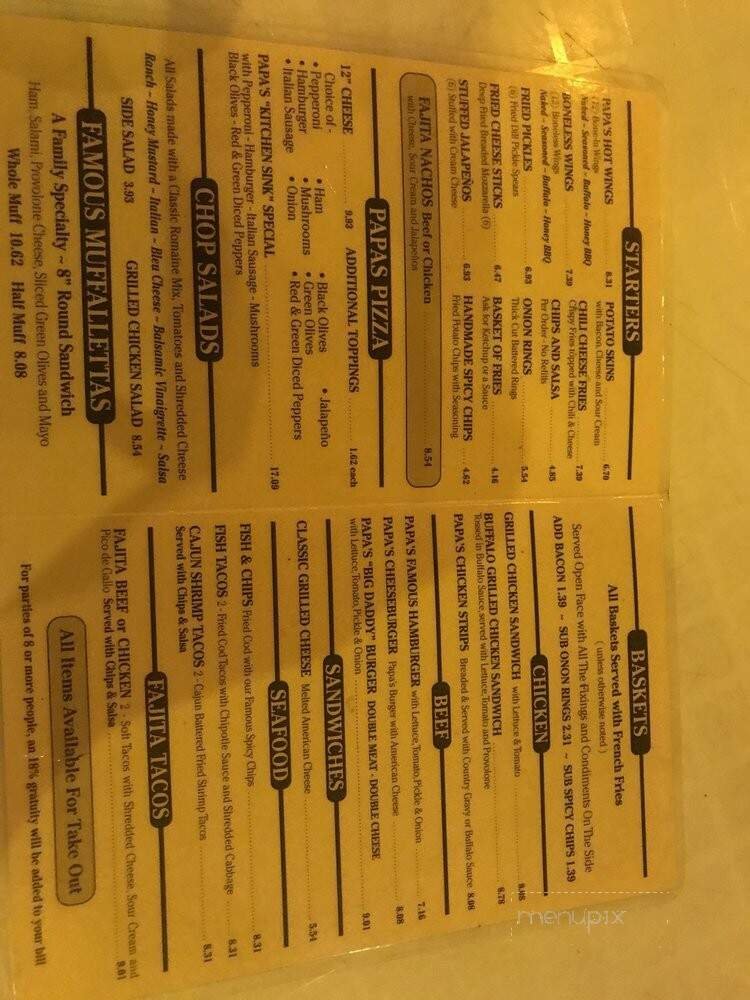 STARTERS
PAPA'S HOT WINGS 8.31
(12) Bone-In Wings
Naked ~ Seasoned ~ Buffalo ~ Honey BBQ
BONELESS WINGS 7.39
(12) Boneless Wings
Naked ~ Seasoned ~ Buffalo ~ Honey BBQ
FRIED PICKLES 6.93
(6) Fried Dill Pickle Spears
FRIED CHEESE STICKS 6.47
Deep Fried Breaded Mozzarella (6)
STUFFED JALAPEÑOS 6.93
(6) Stuffed with Cream Cheese
POTATO SKINS 6.70
with Bacon, Cheese and Sour Cream
CHILI CHEESE FRIES 7.39
Crispy Fries topped with Chili & Cheese
CHIPS AND SALSA 4.85
Per Order - No Refills
ONION RINGS 5.54
Thick Cut Battered Rings
BASKET OF FRIES 4.16
Ask for Ketchup or a Sauce
HANDMADE SPICY CHIPS 4.62
Fried Potato Chips with Seasoning
FAJITA NACHOS Beef or Chicken 8.54
with Cheese, Sour Cream and Jalapeños
PAPAS PIZZA
12" CHEESE 9.93 ADDITIONAL TOPPINGS 1.62 each
Choice of -
• Pepperoni • Ham • Black Olives • Jalapeño
• Hamburger • Mushrooms • Green Olives
• Italian Sausage • Onion • Red & Green Diced Peppers
PAPA'S "KITCHEN SINK" SPECIAL 17.09
with Pepperoni - Hamburger - Italian Sausage - Mushrooms
Black Olives - Red & Green Diced Peppers
CHOP SALADS
All Salads made with a Classic Romaine Mix, Tomatoes and Shredded Cheese
Ranch ~ Honey Mustard ~ Italian ~ Bleu Cheese ~ Balsamic Vinaigrette ~ Salsa
SIDE SALAD 3.93 GRILLED CHICKEN SALAD 8.54
FAMOUS MUFFALLETTAS
A Family Specialty ~ 8" Round Sandwich
Ham, Salami, Provolone Cheese, Sliced Green Olives and Mayo
Whole Muff 10.62 Half Muff 8.08
BASKETS
All Baskets Served with French Fries
( unless otherwise noted )
Served Open Face with All The Fixings and Condiments On The Side
ADD BACON 1.39 ~ SUB ONON RINGS 2.31 ~ SUB SPICY CHIPS 1.39
CHICKEN
GRILLED CHICKEN SANDWICH with Lettuce & Tomato 8.08
BUFFALO GRILLED CHICKEN SANDWICH 8.78
Tossed in Buffalo Sauce, served with Lettuce, Tomato and Provolone
PAPA'S CHICKEN STRIPS Breaded & Served with Country Gravy or Buffalo Sauce 8.08
BEEF
PAPA'S FAMOUS HAMBURGER with Lettuce, Tomato, Pickle & Onion 7.16
PAPA'S CHEESEBURGER Papa's Burger with American Cheese 8.08
PAPA'S "BIG DADDY" BURGER DOUBLE MEAT - DOUBLE CHEESE
with Lettuce, Tomato, Pickle & Onion 9.01
SANDWICHES
CLASSIC GRILLED CHEESE Melted American Cheese 5.54
SEAFOOD
FISH & CHIPS Fried Cod with our Famous Spicy Chips 8.31
FISH TACOS 2 - Fried Cod Tacos with Chipotle Sauce and Shredded Cabbage 8.31
CAJUN SHRIMP TACOS 2 - Cajun Battered Fried Shrimp Tacos 8.31
Served with Chips & Salsa
FAJITA TACOS
FAJITA BEEF or CHICKEN 2 - Soft Tacos with Shredded Cheese, Sour Cream and
Pico de Gallo Served with Chips & Salsa 9.01
All Items Available For Take Out
For parties of 8 or more people, an 18% gratuity will be added to your bill
menupix